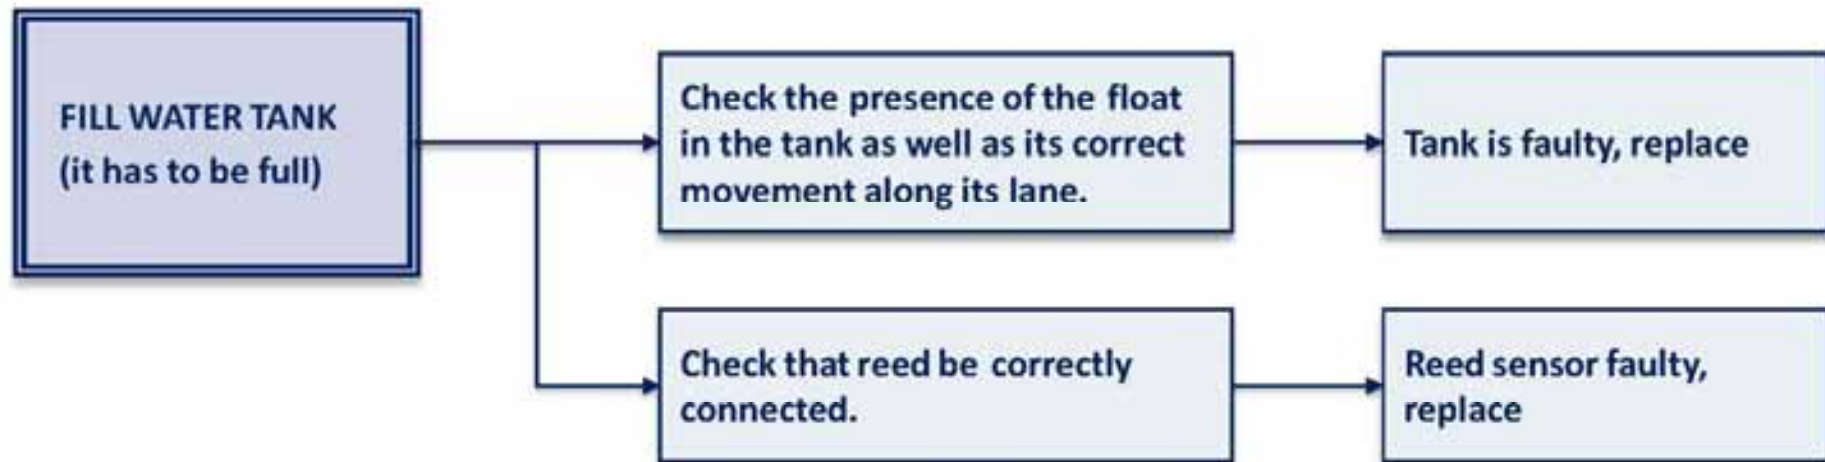 FILL WATER TANK
(it has to be full)
Check the presence of the float
in the tank as well as its correct
movement along its lane.
Tank is faulty, replace
Check that reed be correctly
connected.
Reed sensor faulty,
replace